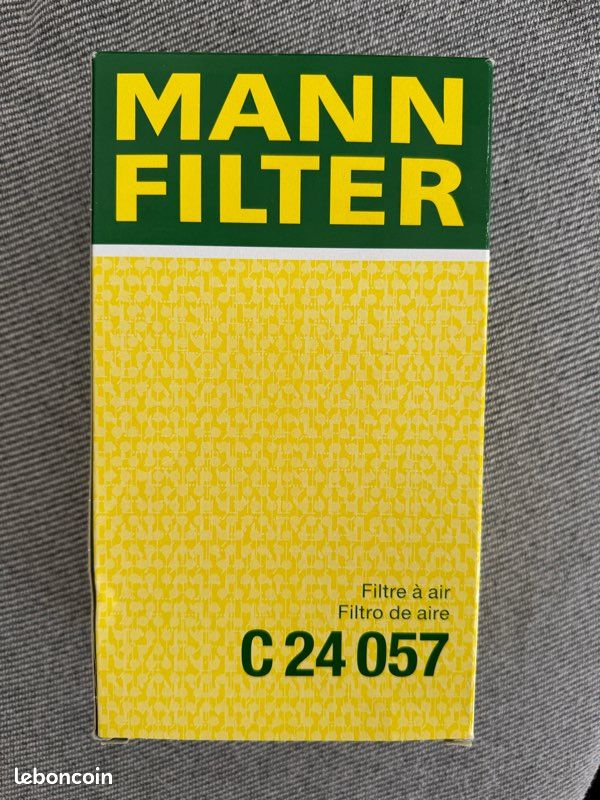 MANN
FILTER
Filtre à air
Filtro de aire
C 24 057
leboncoin